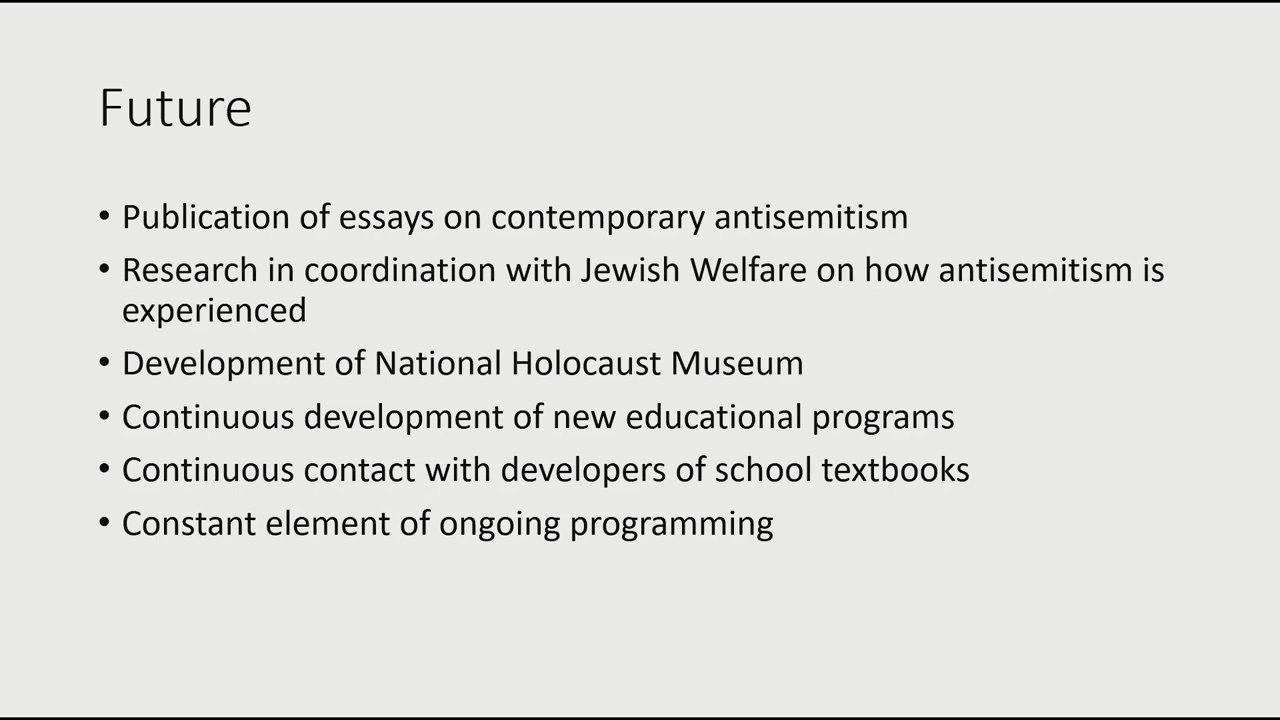 Future
• Publication of essays on contemporary antisemitism
• Research in coordination with Jewish Welfare on how antisemitism is
experienced
• Development of National Holocaust Museum
• Continuous development of new educational programs
• Continuous contact with developers of school textbooks
• Constant element of ongoing programming